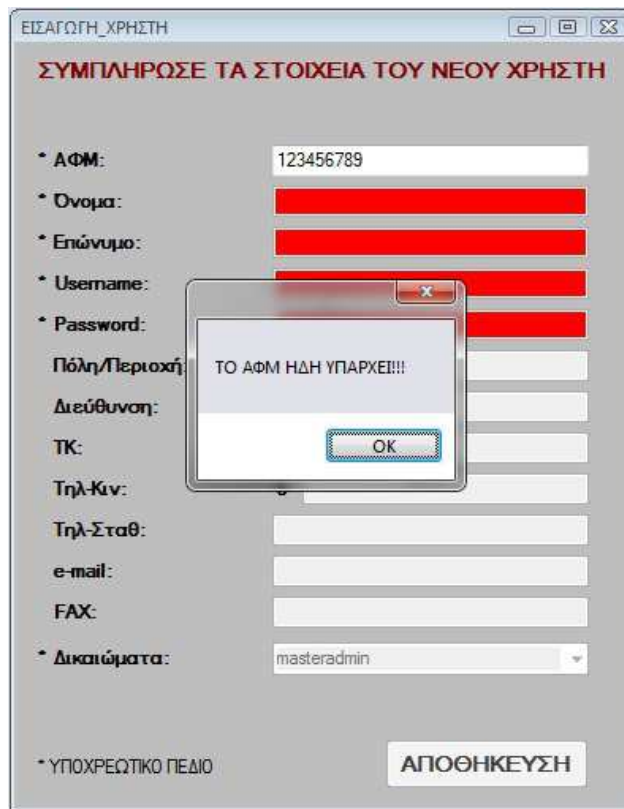 ΕΙΣΑΓΩΓΗ_ΧΡΗΣΤΗ
ΣΥΜΠΛΗΡΩΣΕ ΤΑ ΣΤΟΙΧΕΙΑ ΤΟΥ ΝΕΟΥ ΧΡΗΣΤΗ
* ΑΦΜ: 123456789
* Όνομα:
* Επώνυμο:
* Username:
* Password:
Πόλη/Περιοχή:
ΤΟ ΑΦΜ ΗΔΗ ΥΠΑΡΧΕΙ!!!
Διεύθυνση:
ΤΚ:
OK
Τηλ-Κιν:
Τηλ-Σταθ:
e-mail:
FAX:
* Δικαιώματα: masteradmin
* ΥΠΟΧΡΕΩΤΙΚΟ ΠΕΔΙΟ
ΑΠΟΘΗΚΕΥΣΗ